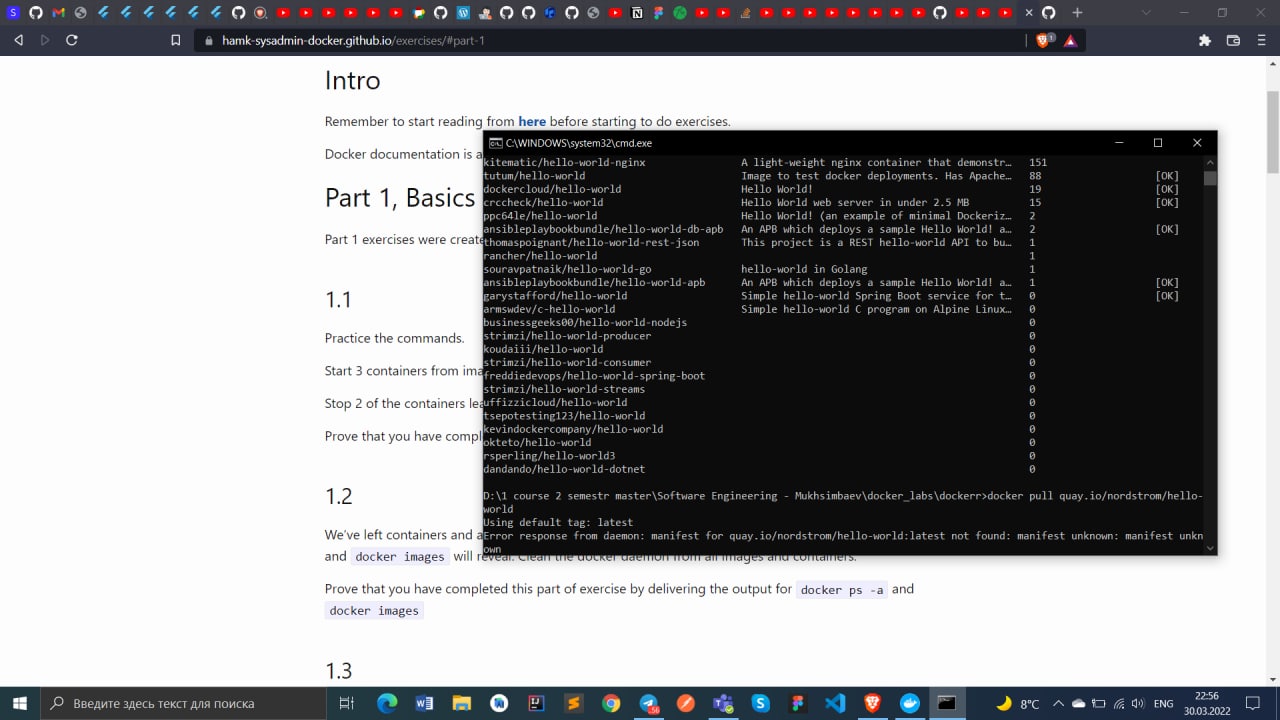 hamk-sysadmin-docker.github.io/exercises/#part-1
1
Intro
Remember to start reading from here before starting to do exercises.
Docker documentation is a
Part 1, Basics
Part 1 exercises were create
1.1
Practice the commands.
Start 3 containers from ima
Stop 2 of the containers lea
Prove that you have compl
1.2
We've left containers and a
and docker images will reveal. Clean the docker daemon from all images and containers.
Prove that you have completed this part of exercise by delivering the output for docker ps -a and
docker images
1.3
C:\WINDOWS\system32\cmd.exe
kitematic/hello-world-nginx A light-weight nginx container that demonstr… 151
tutum/hello-world Image to test docker deployments. Has Apache… 88 [OK]
dockercloud/hello-world Hello World! 19 [OK]
crccheck/hello-world Hello World web server in under 2.5 MB 15 [OK]
ppc64le/hello-world Hello World! (an example of minimal Dockeriz… 2
ansibleplaybookbundle/hello-world-db-apb An APB which deploys a sample Hello World! a… 2 [OK]
thomaspoignant/hello-world-rest-json This project is a REST hello-world API to bu… 1
rancher/hello-world 1
souravpatnaik/hello-world-go hello-world in Golang 1
ansibleplaybookbundle/hello-world-apb An APB which deploys a sample Hello World! a… 1 [OK]
garystafford/hello-world Simple hello-world Spring Boot service for t… 0 [OK]
armswdev/c-hello-world Simple hello-world C program on Alpine Linux… 0
businessgeeks00/hello-world-nodejs 0
strimzi/hello-world-producer 0
koudaiii/hello-world 0
strimzi/hello-world-consumer 0
freddiedevops/hello-world-spring-boot 0
strimzi/hello-world-streams 0
uffizzicloud/hello-world 0
tsepotesting123/hello-world 0
kevindockercompany/hello-world 0
okteto/hello-world 0
rsperling/hello-world3 0
dandando/hello-world-dotnet 0
D:\1 course 2 semestr master\Software Engineering - Mukhsimbaev\docker_labs\dockerr>docker pull quay.io/nordstrom/hello-
world
Using default tag: latest
Error response from daemon: manifest for quay.io/nordstrom/hello-world:latest not found: manifest unknown: manifest unkn
own
Введите здесь текст для поиска
8°C
ENG
22:56
30.03.2022